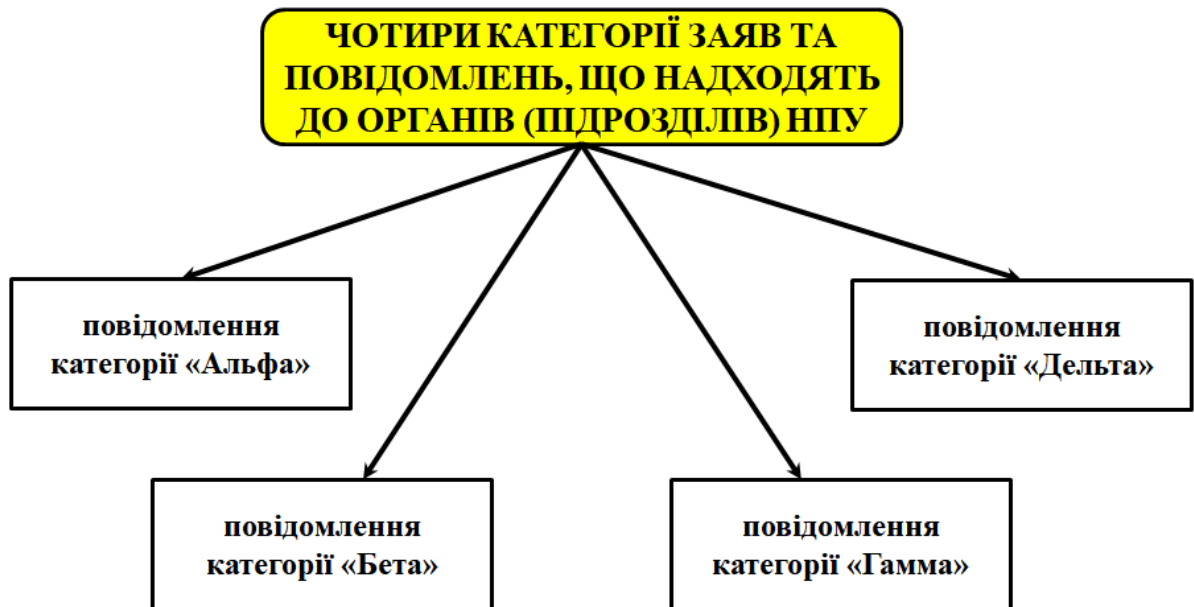 ЧОТИРИ КАТЕГОРІЇ ЗАЯВ ТА
ПОВІДОМЛЕНЬ, ЩО НАДХОДЯТЬ
ДО ОРГАНІВ (ПІДРОЗДІЛІВ) НПУ
повідомлення
категорії «Альфа»
повідомлення
категорії «Дельта»
повідомлення
категорії «Бета»
повідомлення
категорії «Гамма»